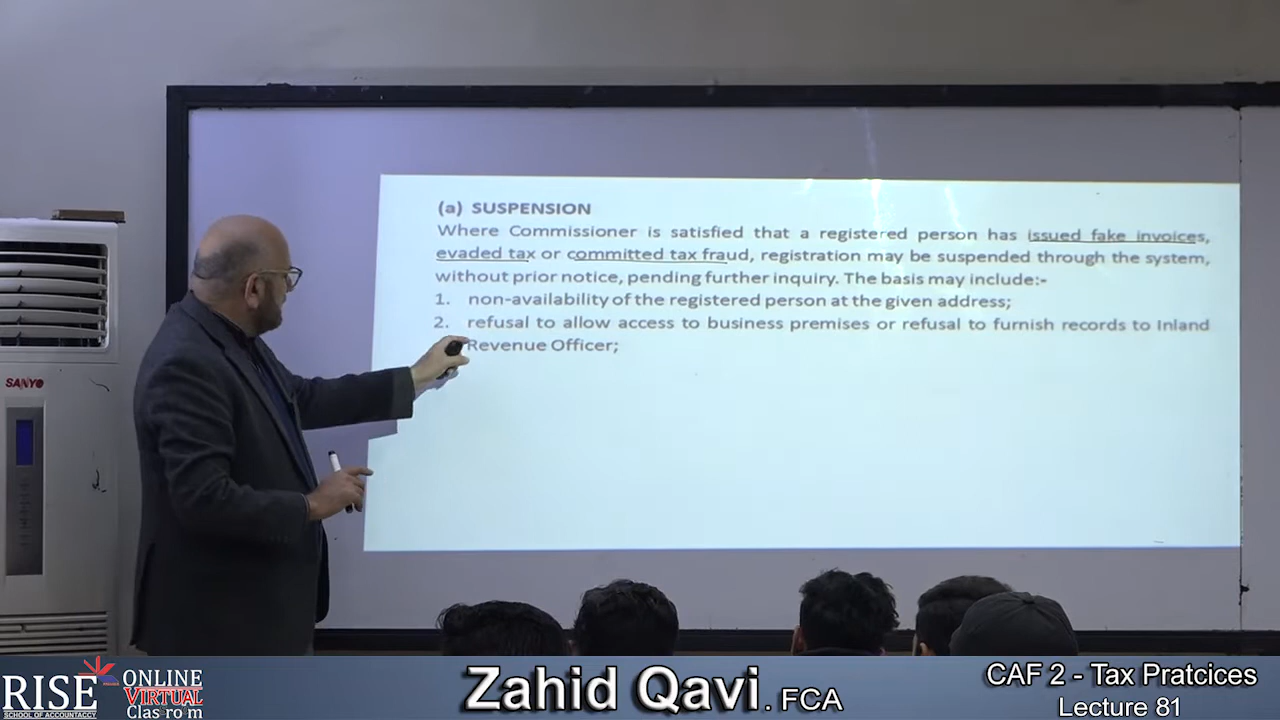 (a) SUSPENSION
Where Commissioner is satisfied that a registered person has issued fake invoices,
evaded tax or committed tax fraud, registration may be suspended through the system,
without prior notice, pending further inquiry. The basis may include:-
1. non-availability of the registered person at the given address;
2. refusal to allow access to business premises or refusal to furnish records to Inland
Revenue Officer;
SANYO
RISE
SCHOOL OF ACCOUNTACY
ONLINE
VIRTUAL
Clasrom
Zahid Qavi. FCA
CAF 2 - Tax Pratcices
Lecture 81